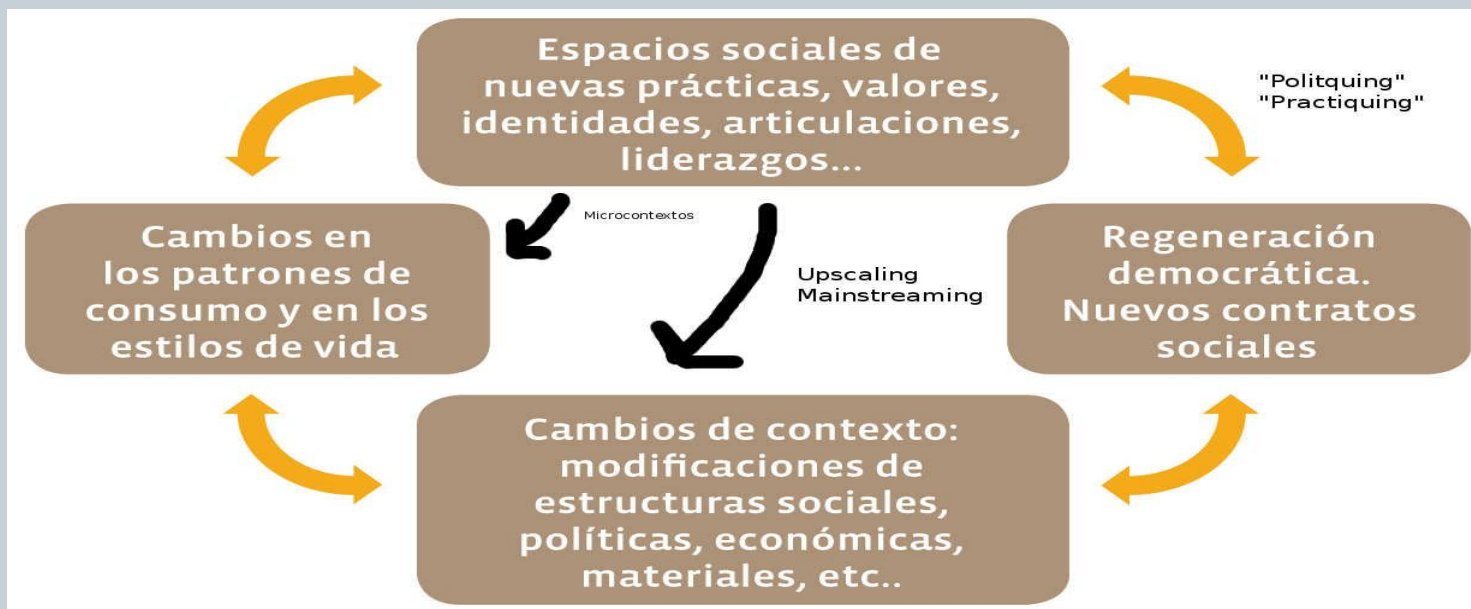 Espacios sociales de
nuevas prácticas, valores,
identidades, articulaciones,
liderazgos...
"Politquing"
"Practiquing"
Microcontextos
Cambios en
los patrones de
consumo y en los
estilos de vida
Upscaling
Mainstreaming
Regeneración
democrática.
Nuevos contratos
sociales
Cambios de contexto:
modificaciones de
estructuras sociales,
políticas, económicas,
materiales, etc..